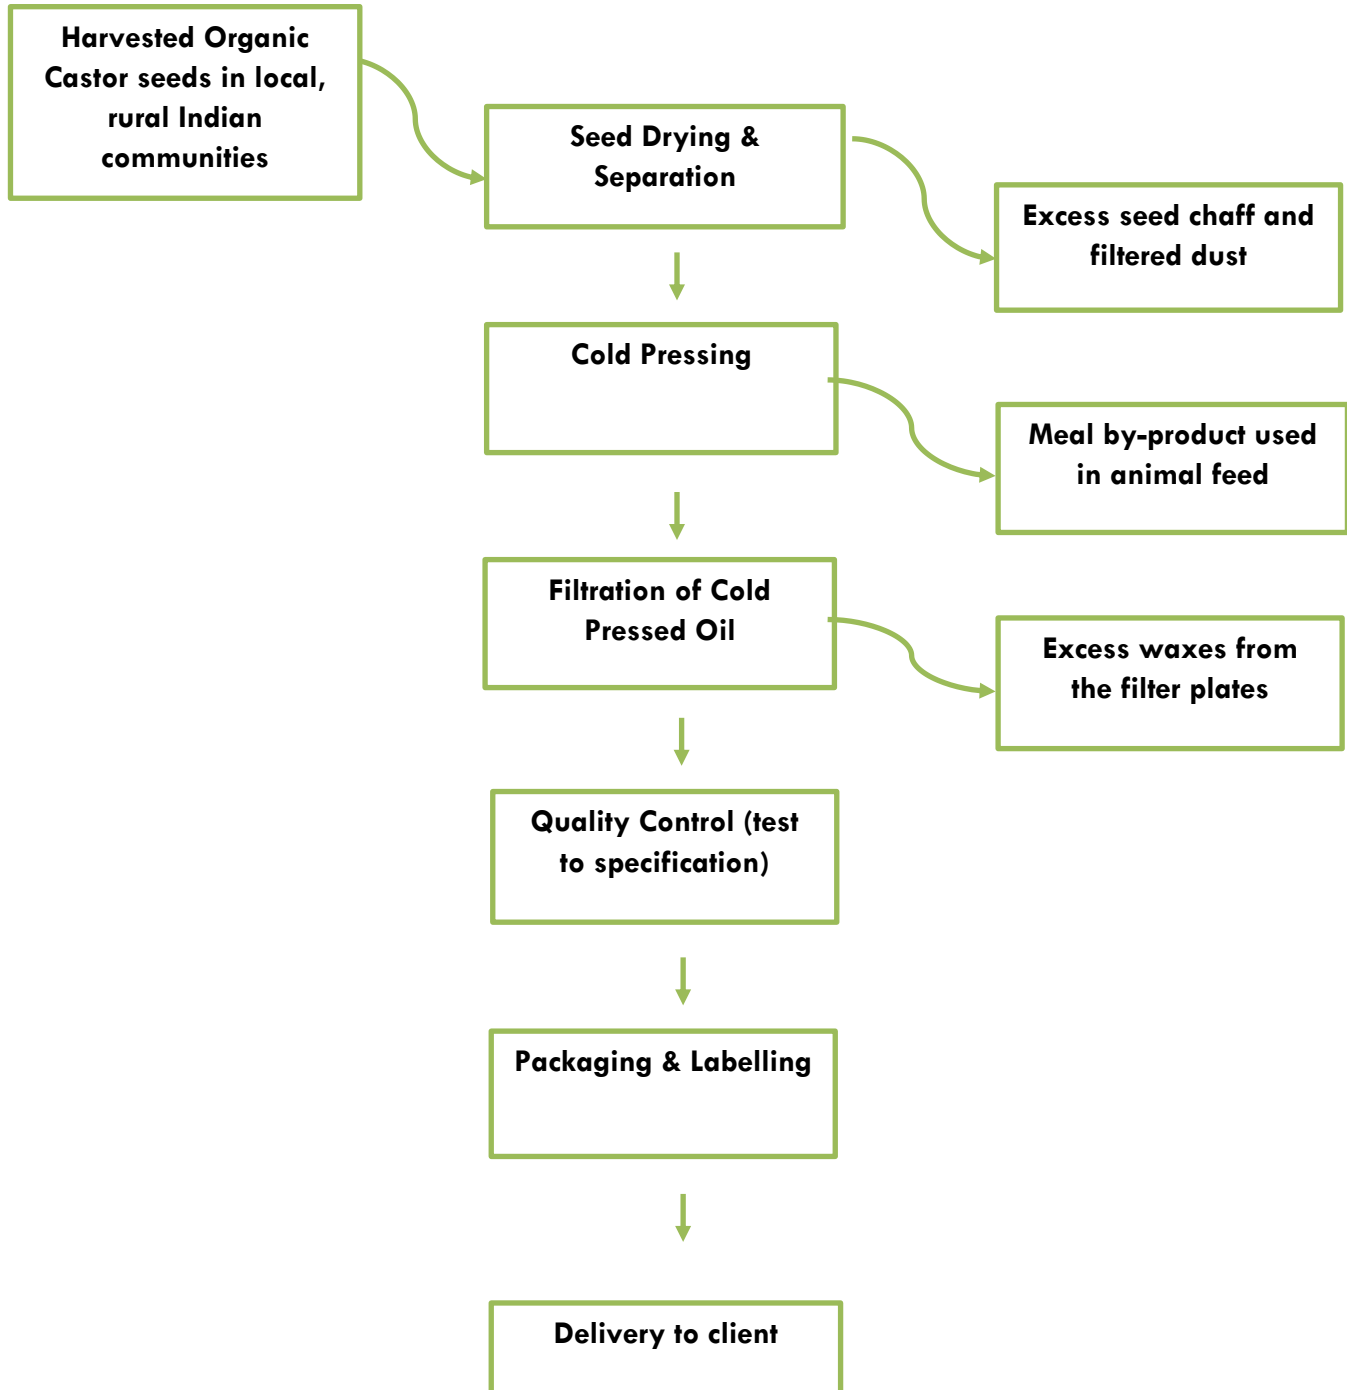 Harvested Organic
Castor seeds in local,
rural Indian
communities
Seed Drying &
Separation
Excess seed chaff and
filtered dust
Cold Pressing
Meal by-product used
in animal feed
Filtration of Cold
Pressed Oil
Excess waxes from
the filter plates
Quality Control (test
to specification)
Packaging & Labelling
Delivery to client